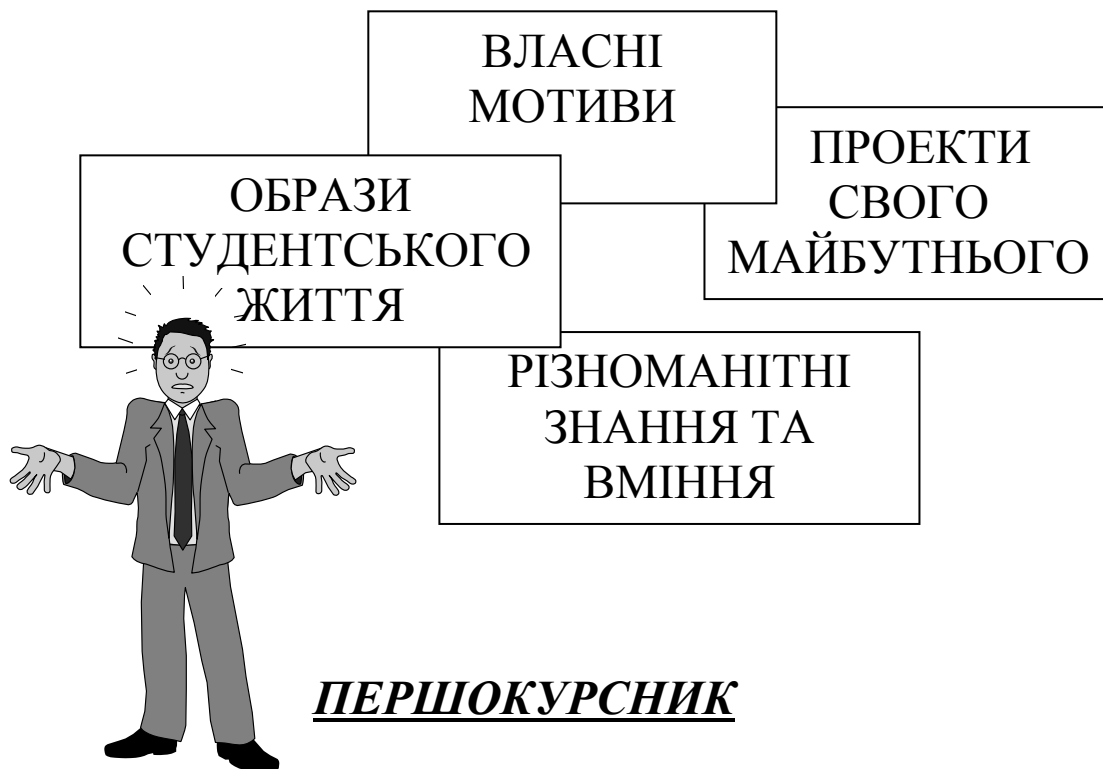 ВЛАСНІ
МОТИВИ
ПРОЕКТИ
СВОГО
МАЙБУТНЬОГО
ОБРАЗИ
СТУДЕНТСЬКОГО
ЖИТТЯ
РІЗНОМАНІТНІ
ЗНАННЯ ТА
ВМІННЯ
ПЕРШОКУРСНИК